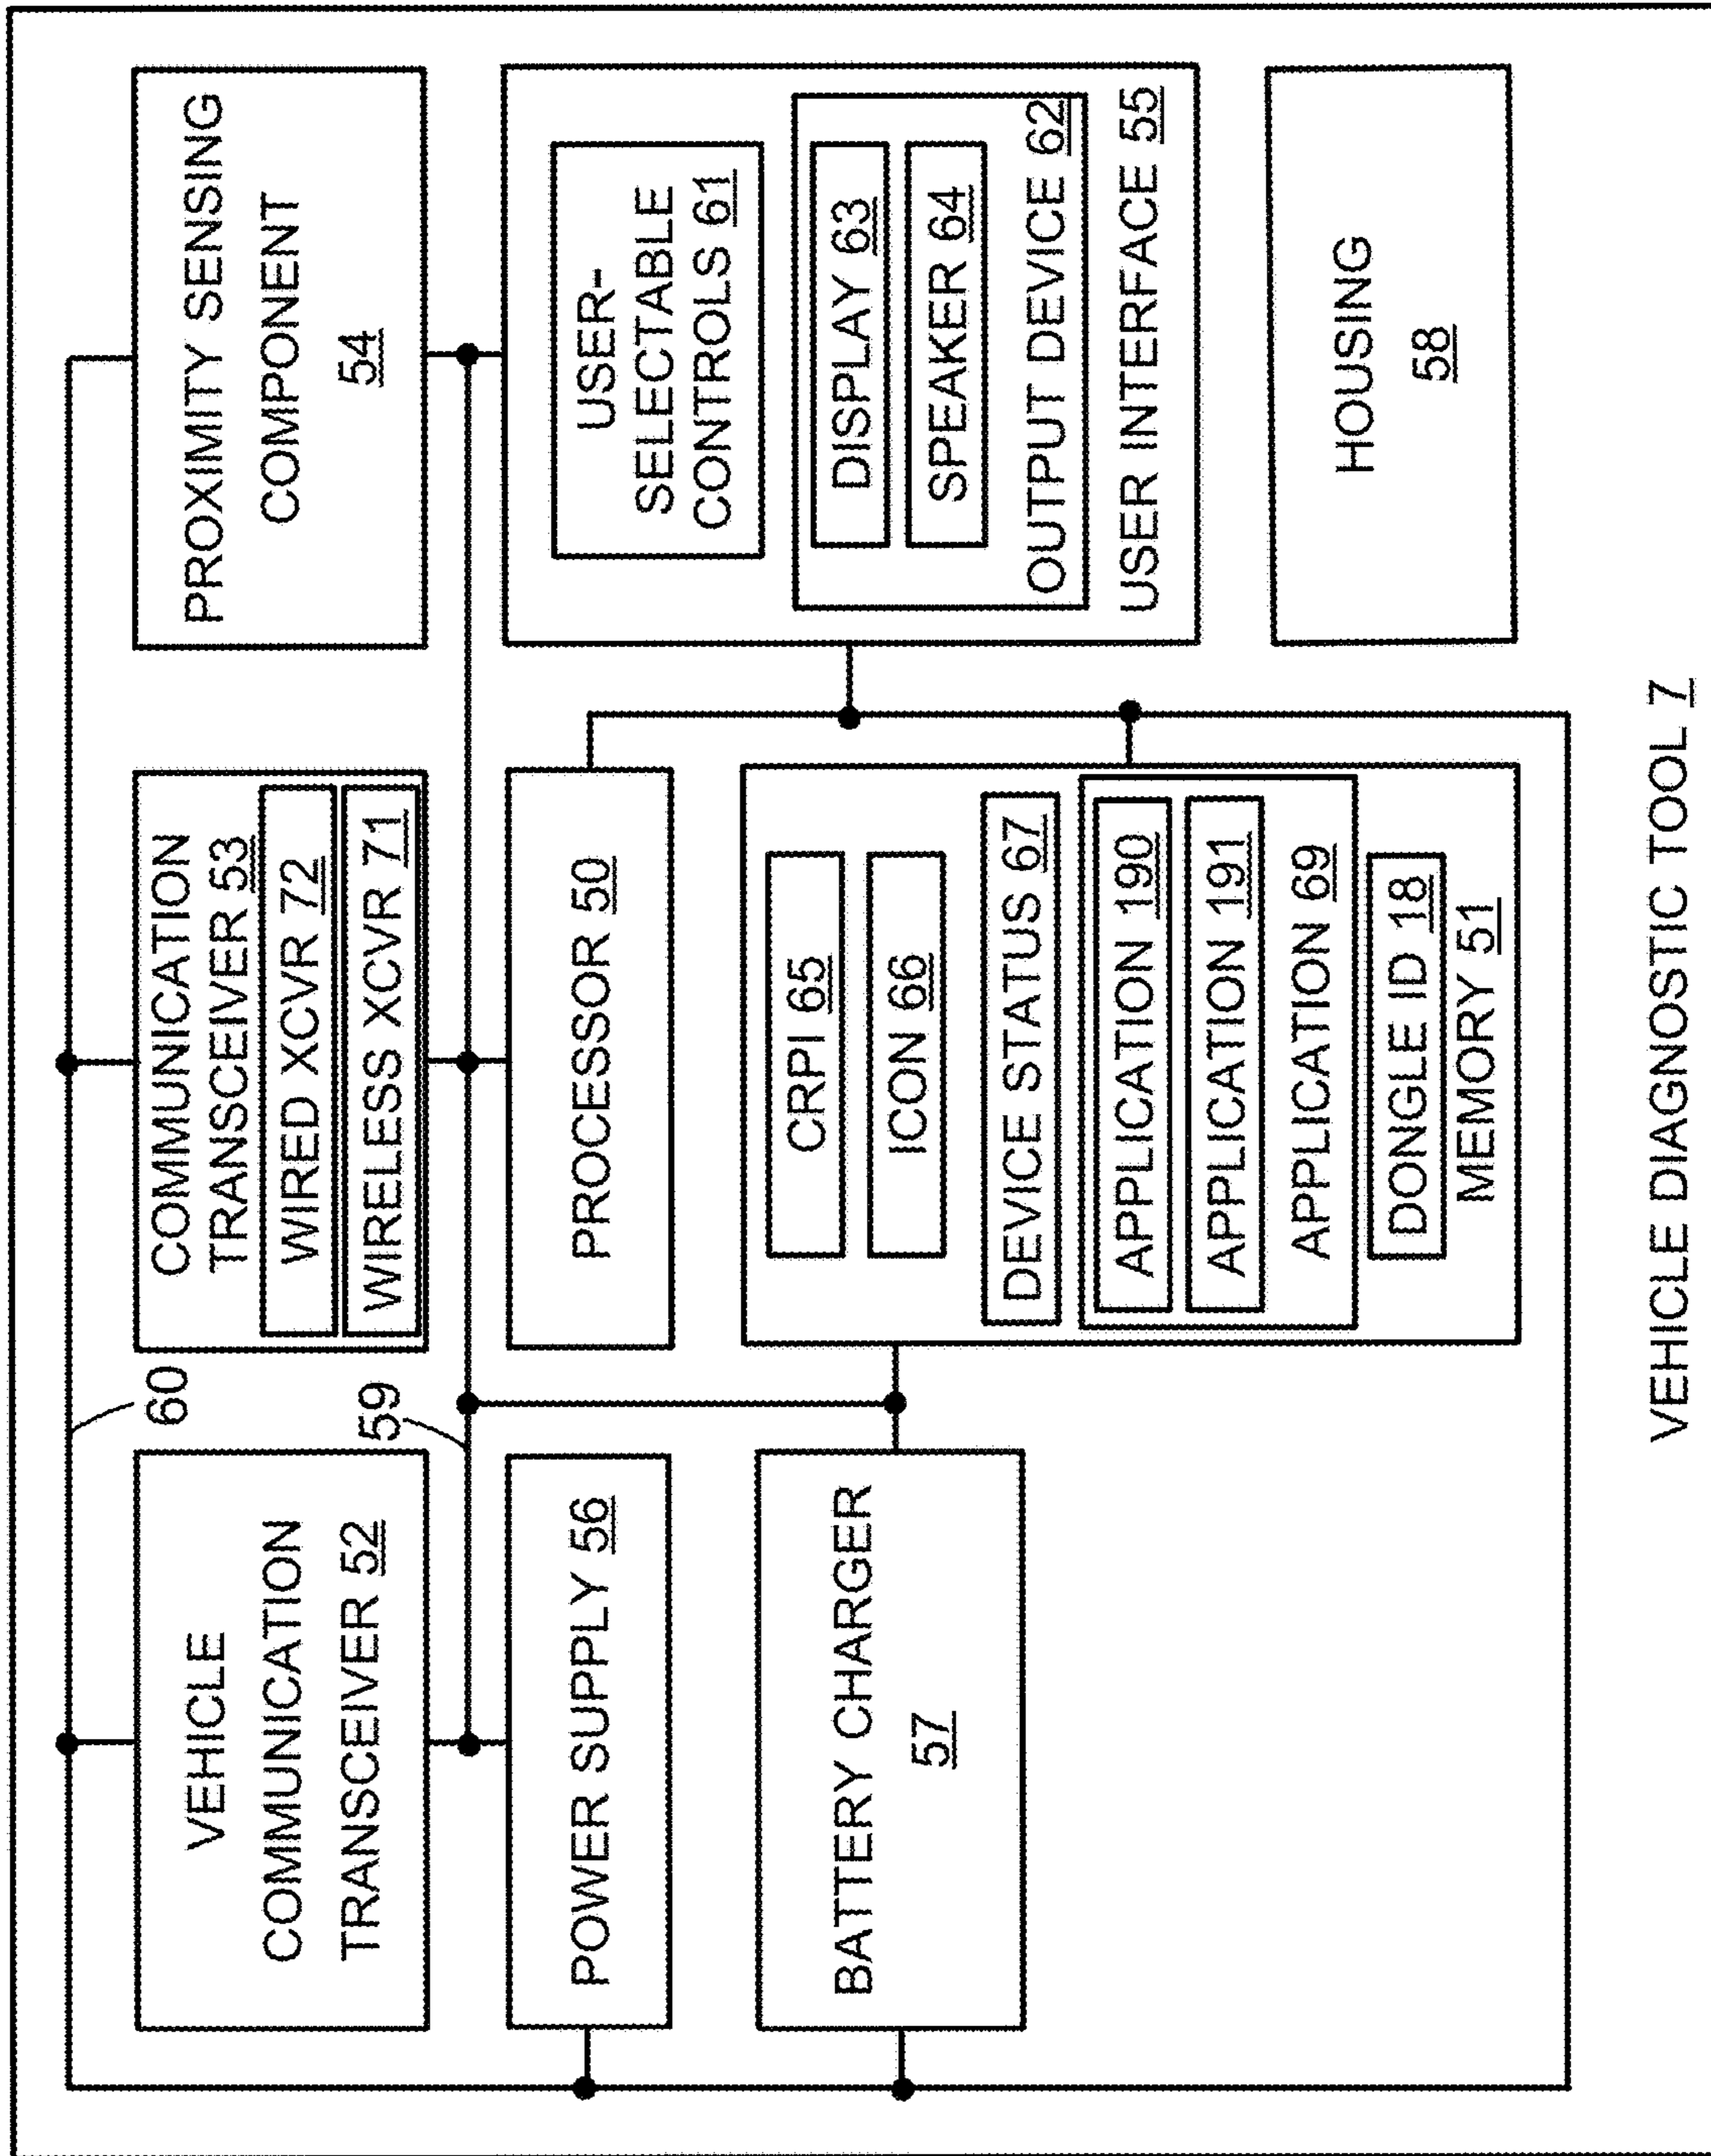 VEHICLE
COMMUNICATION
TRANSCEIVER 52
60
COMMUNICATION
TRANSCEIVER 53
WIRED XCVR 72
WIRELESS XCVR 71
PROXIMITY SENSING
COMPONENT
54
59
POWER SUPPLY 56
PROCESSOR 50
USER-
SELECTABLE
CONTROLS 61
DISPLAY 63
SPEAKER 64
OUTPUT DEVICE 62
USER INTERFACE 55
BATTERY CHARGER
57
CRPI 65
ICON 66
DEVICE STATUS 67
APPLICATION 190
APPLICATION 191
APPLICATION 69
DONGLE ID 18
MEMORY 51
HOUSING
58
VEHICLE DIAGNOSTIC TOOL 7